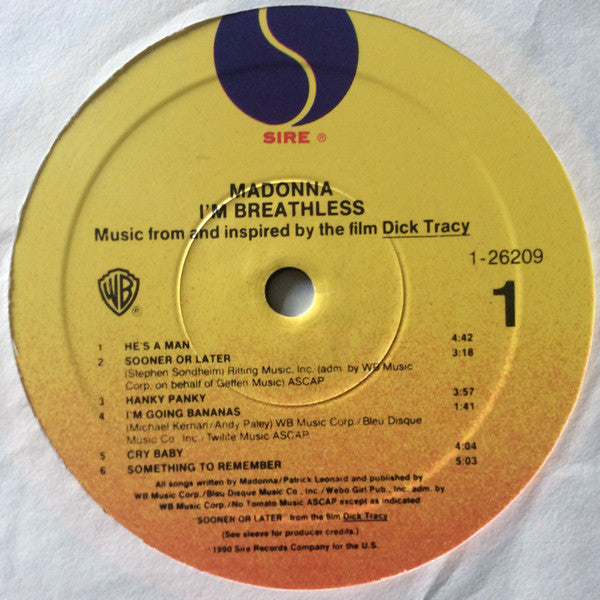 SIRE ®
MADONNA
I'M BREATHLESS
Music from and inspired by the film Dick Tracy
1-26209
WB
®
1
1 HE'S A MAN 4:42
2 SOONER OR LATER 3:18
(Stephen Sondheim) Rilting Music, Inc. (adm. by WB Music
Corp. on behalf of Geffen Music) ASCAP
3 HANKY PANKY 3:57
4 I'M GOING BANANAS 1:41
(Michael Kernan/Andy Paley) WB Music Corp./Bleu Disque
Music Co. Inc./Twilite Music ASCAP
5 CRY BABY 4:04
6 SOMETHING TO REMEMBER 5:03
All songs written by Madonna/Patrick Leonard and published by
WB Music Corp./Bleu Disque Music Co., Inc./Webo Girl Pub., Inc. adm. by
WB Music Corp./No Tomato Music ASCAP except as indicated
"SOONER OR LATER" from the film Dick Tracy
(See sleeve for producer credits.)
1990 Sire Records Company for the U.S.